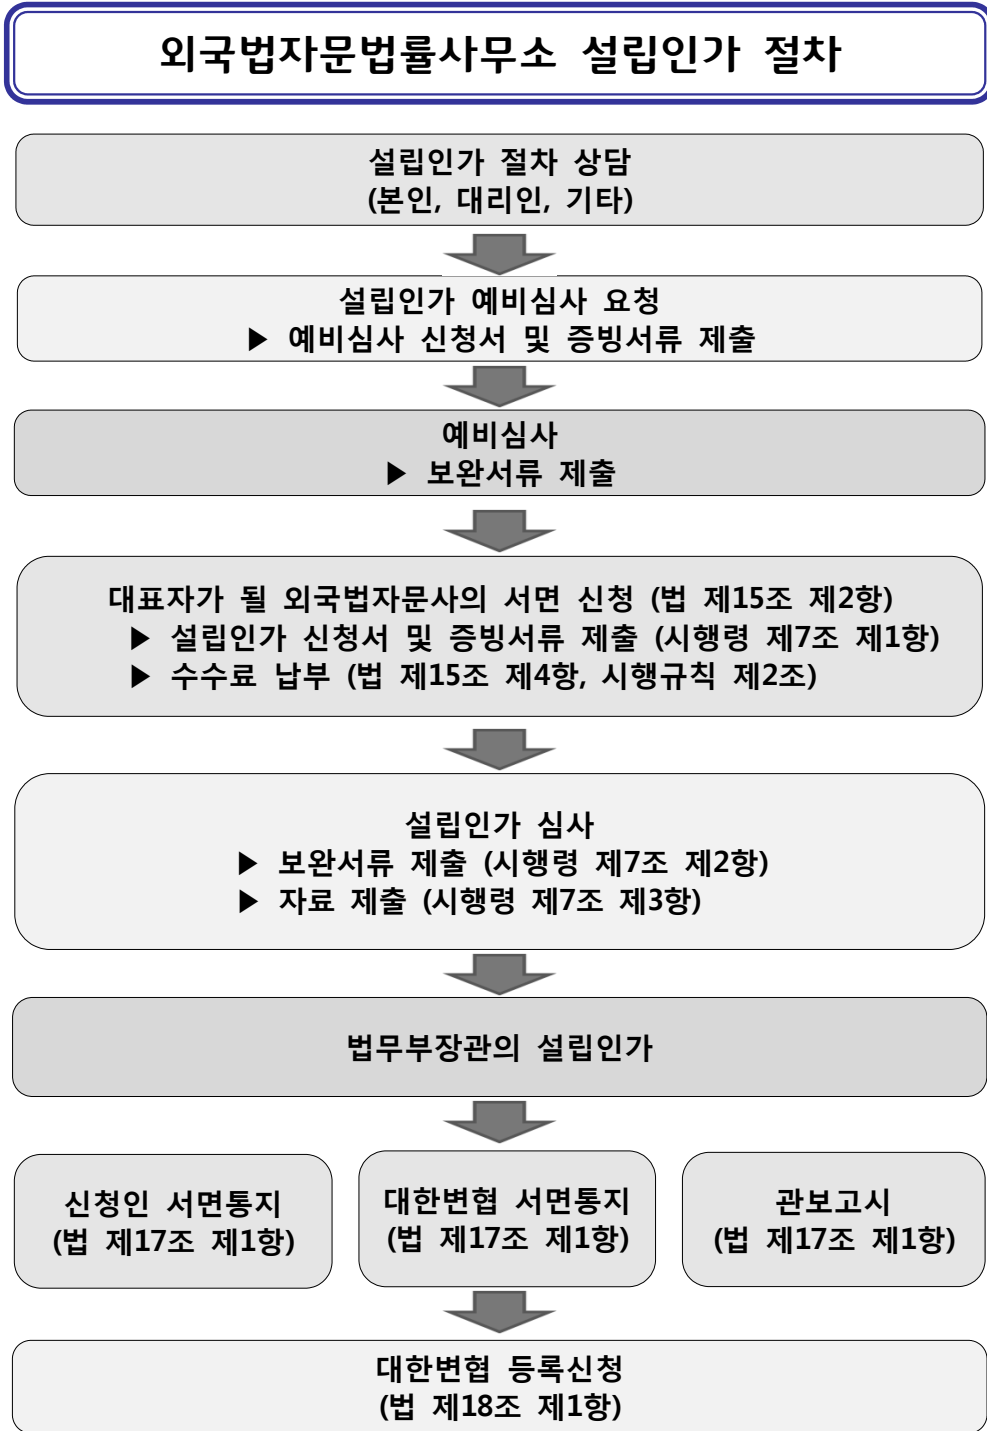 외국법자문법률사무소 설립인가 절차
설립인가 절차 상담
(본인, 대리인, 기타)
설립인가 예비심사 요청
▶ 예비심사 신청서 및 증빙서류 제출
예비심사
▶ 보완서류 제출
대표자가 될 외국법자문사의 서면 신청 (법 제15조 제2항)
▶ 설립인가 신청서 및 증빙서류 제출 (시행령 제7조 제1항)
▶ 수수료 납부 (법 제15조 제4항, 시행규칙 제2조)
설립인가 심사
▶ 보완서류 제출 (시행령 제7조 제2항)
▶ 자료 제출 (시행령 제7조 제3항)
법무부장관의 설립인가
신청인 서면통지
(법 제17조 제1항)
대한변협 서면통지
(법 제17조 제1항)
관보고시
(법 제17조 제1항)
대한변협 등록신청
(법 제18조 제1항)